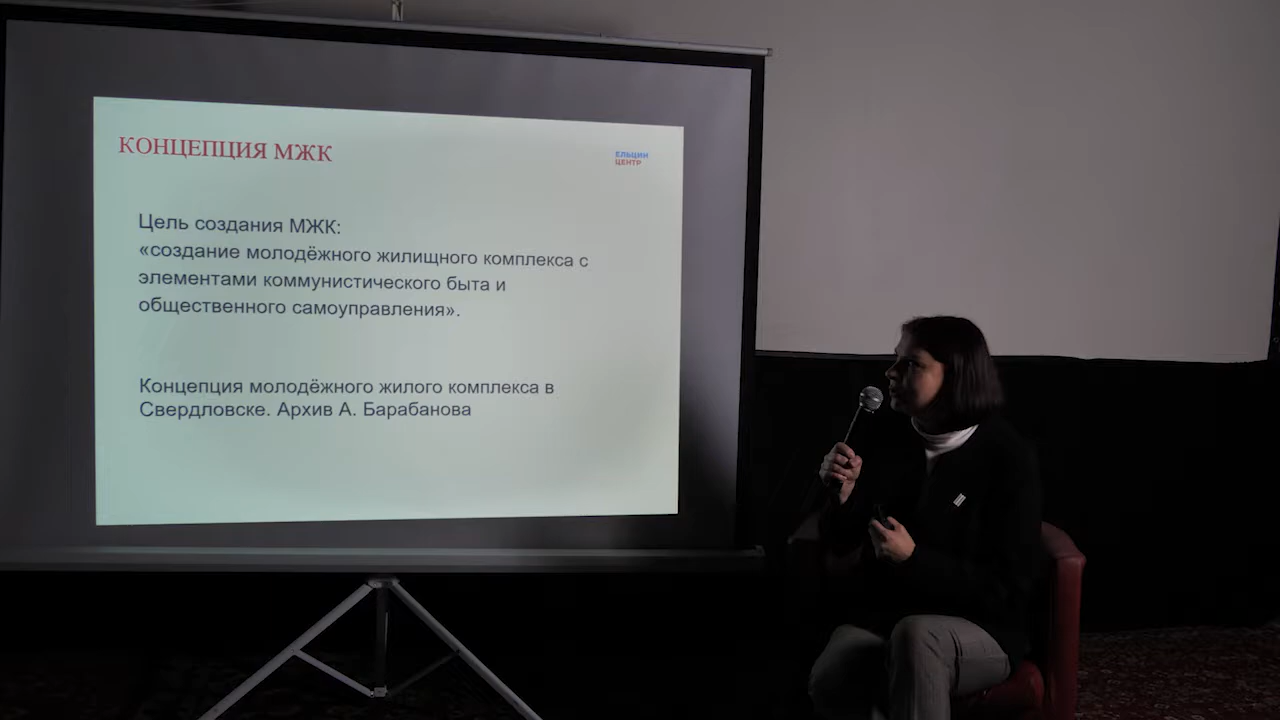 КОНЦЕПЦИЯ МЖК
ЕЛЬЦИН
ЦЕНТР
Цель создания МЖК:
«создание молодёжного жилищного комплекса с
элементами коммунистического быта и
общественного самоуправления».
Концепция молодёжного жилого комплекса в
Свердловске. Архив А. Барабанова